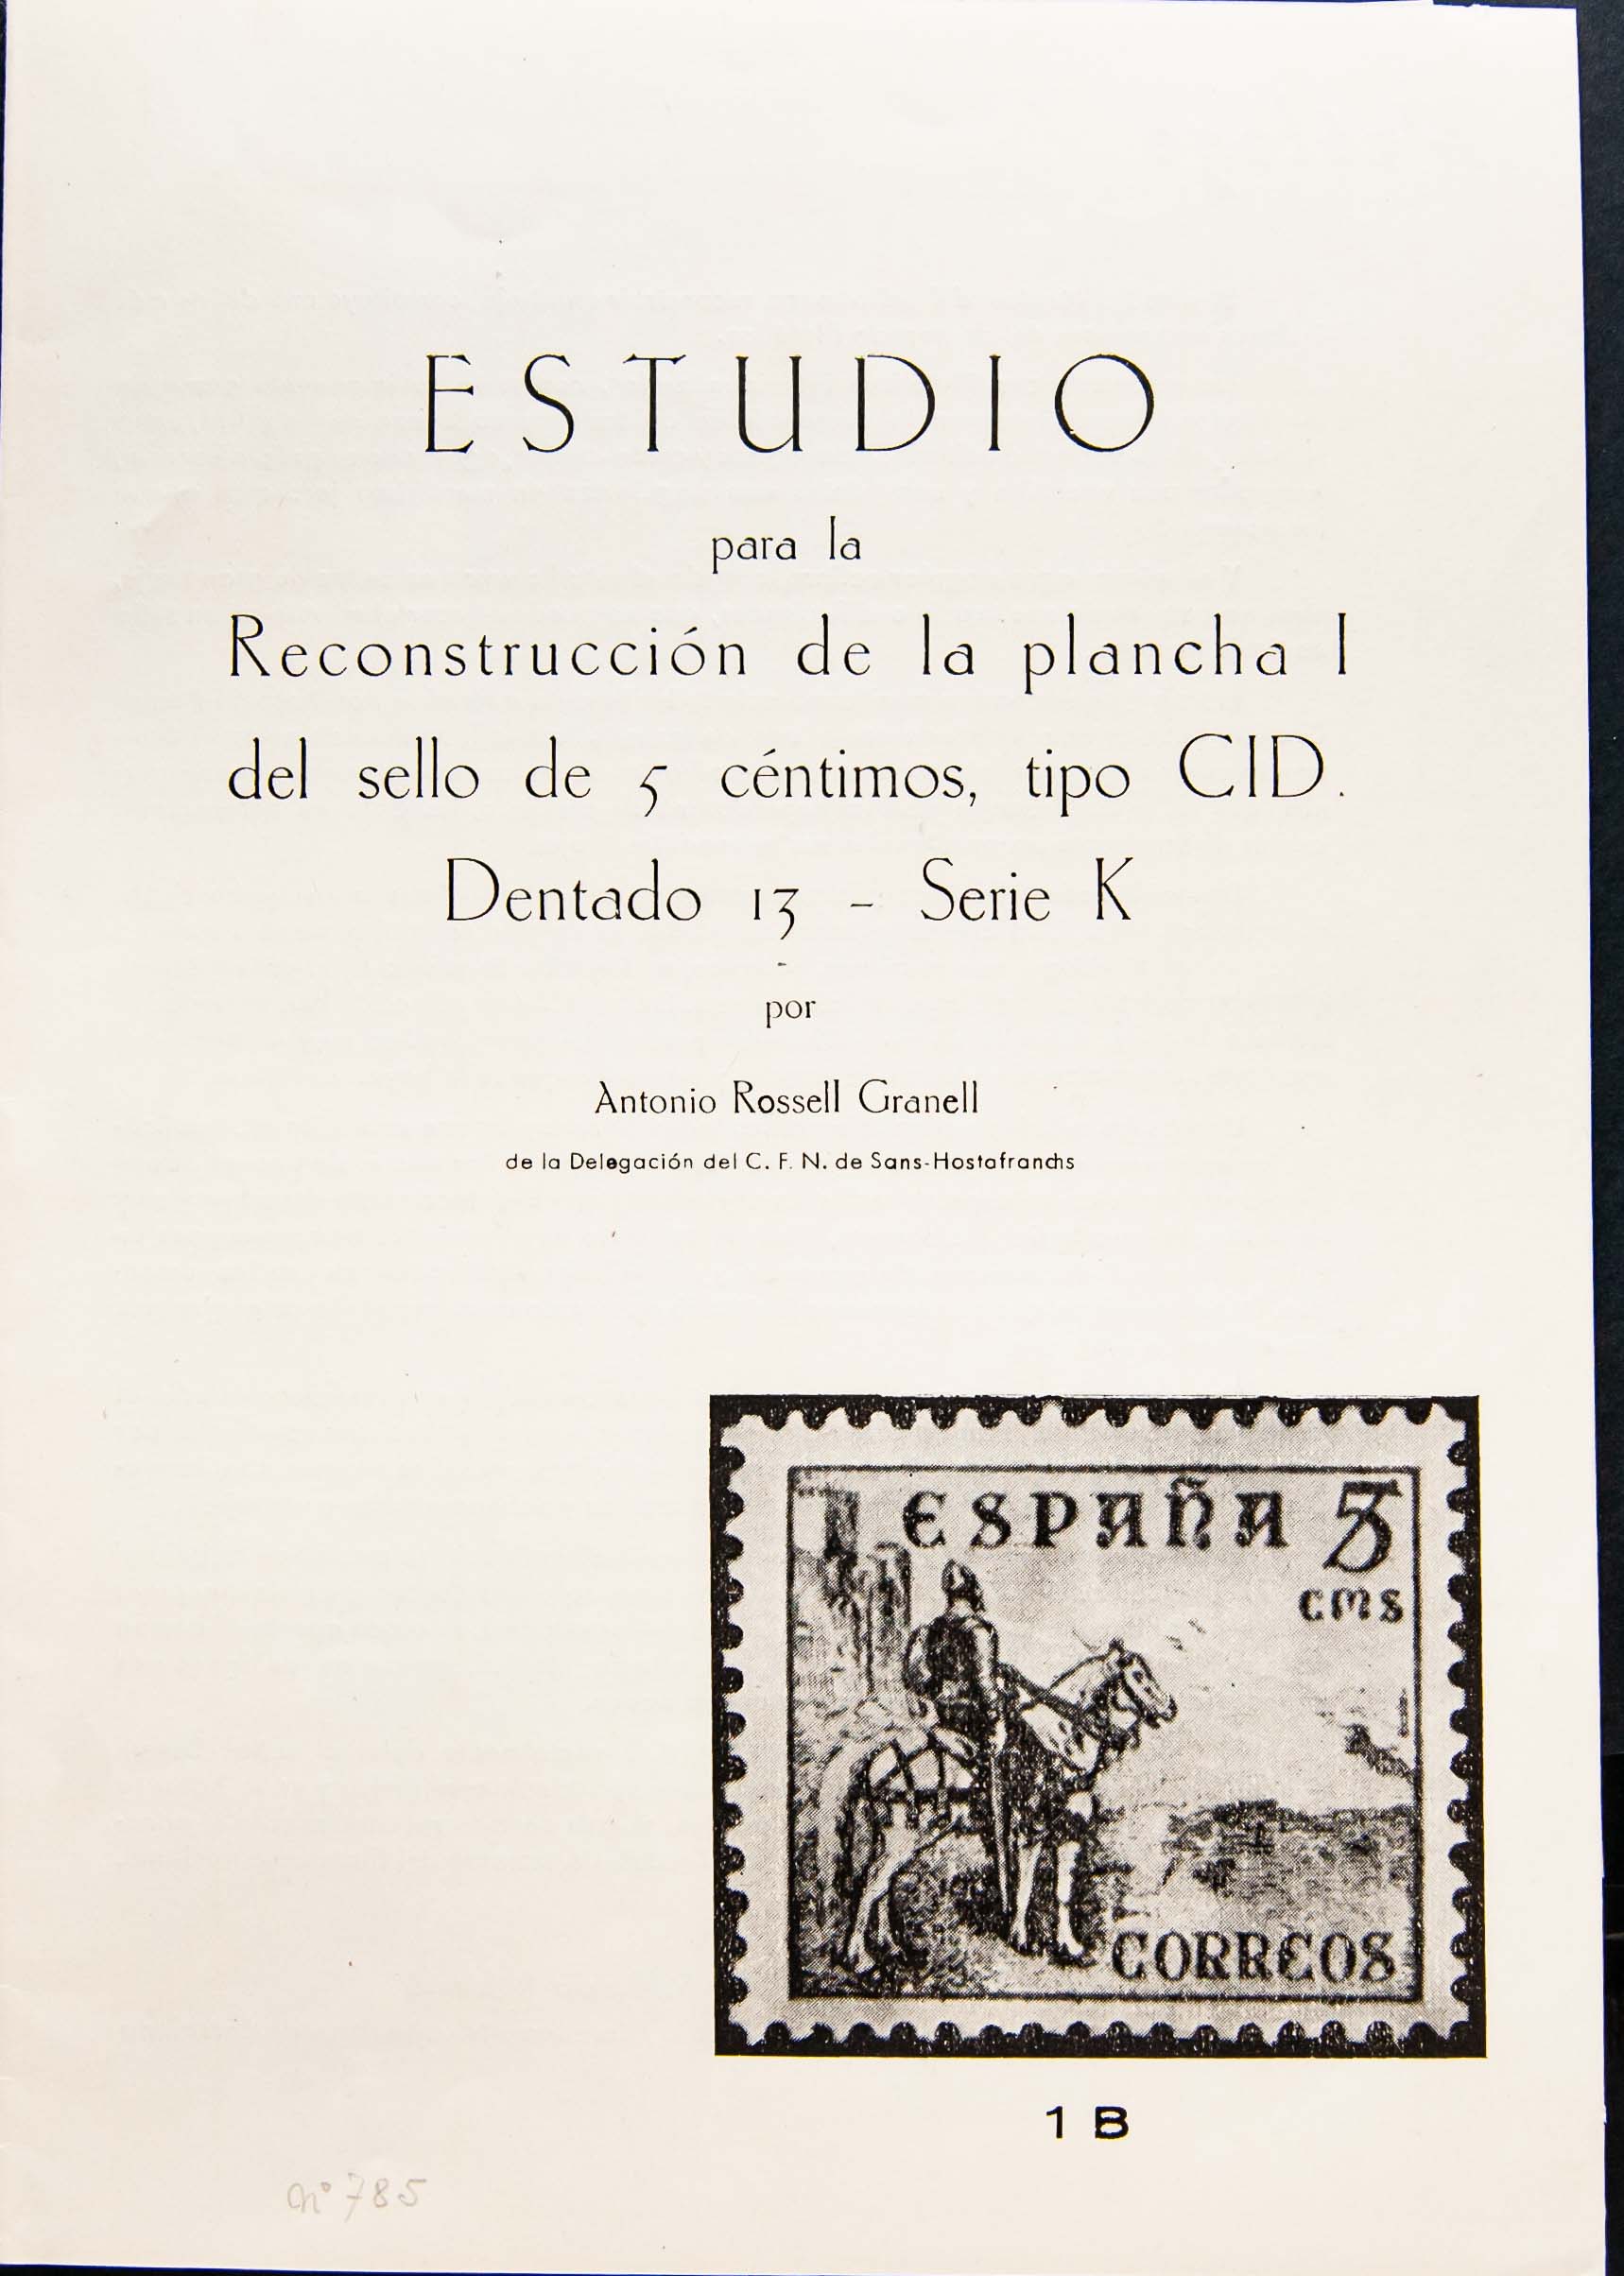 ESTUDIO
para la
Reconstrucción de la plancha I
del sello de 5 céntimos, tipo CID.
Dentado 13 - Serie K
-
por
Antonio Rossell Granell
de la Delegación del C. F. N. de Sans-Hostafranchs
ESPAÑA 5
cms
CORREOS
1 B
nº 785